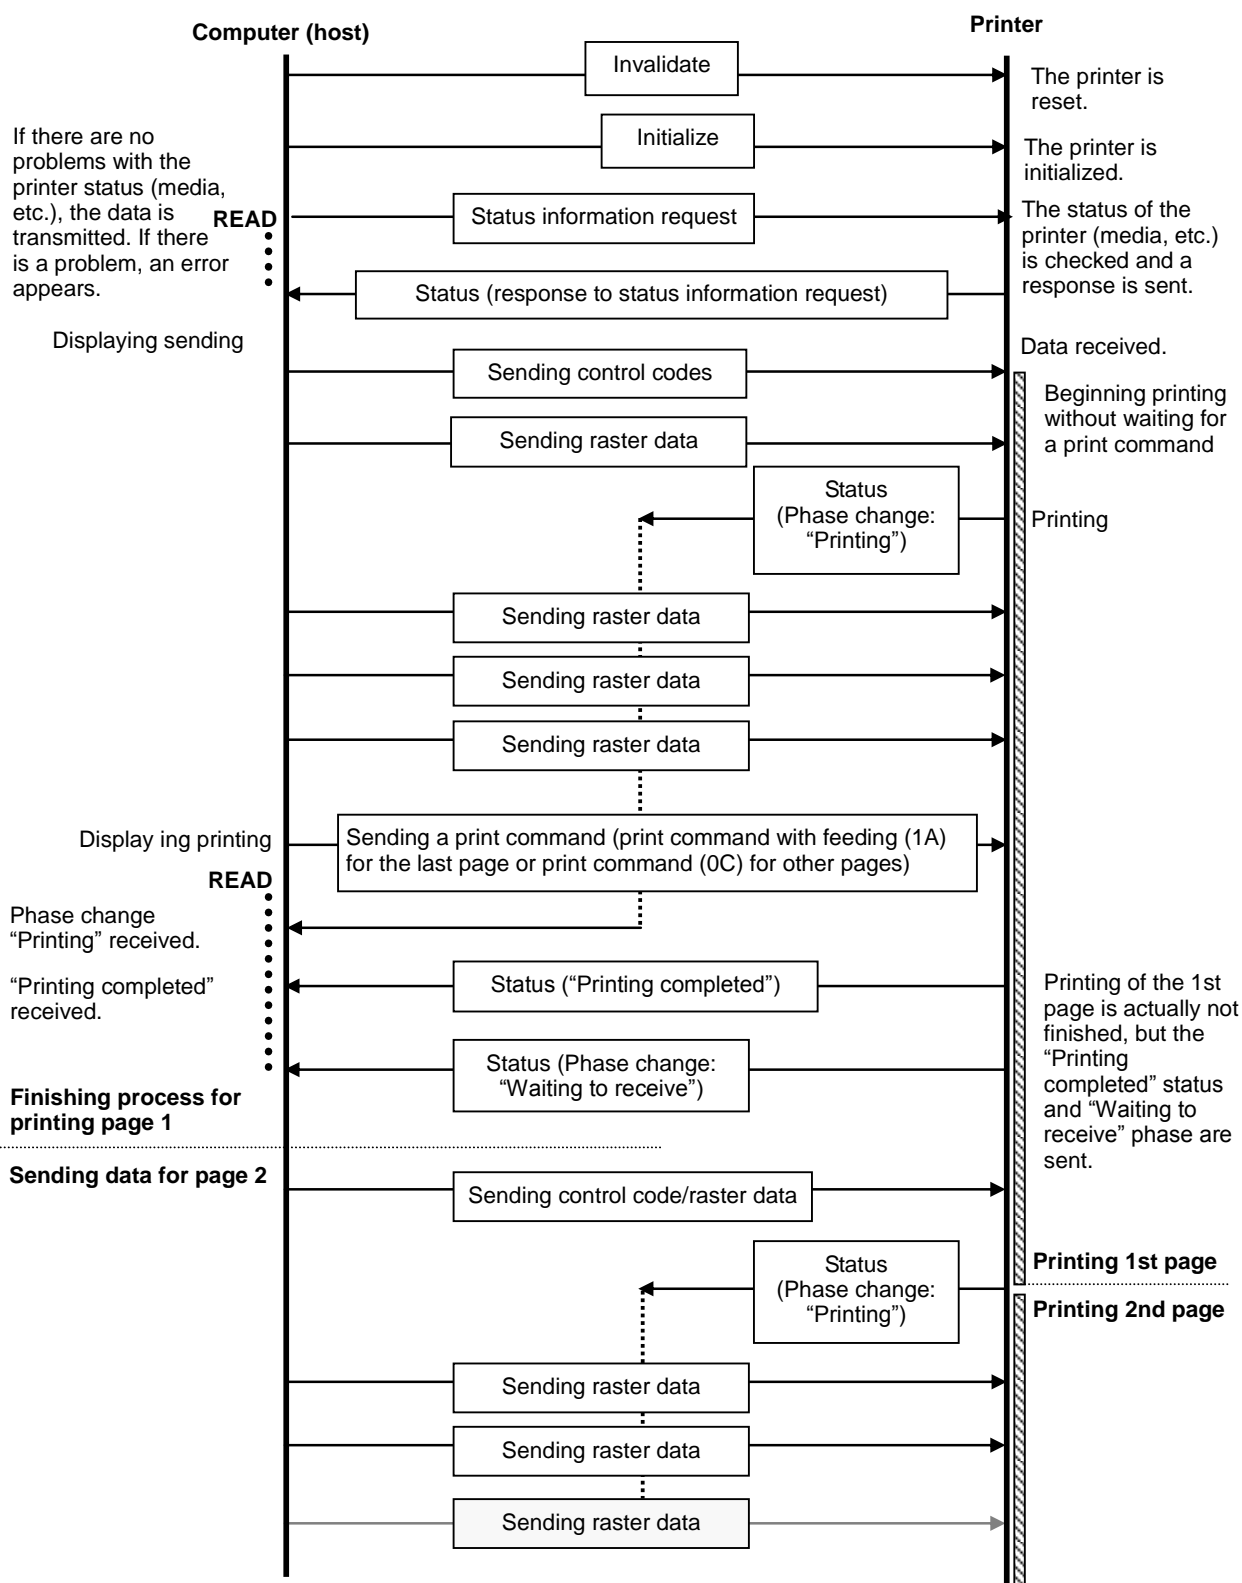 Computer (host)
Printer
Invalidate
The printer is
reset.
If there are no
problems with the
printer status (media,
etc.), the data is
transmitted. If there
is a problem, an error
appears.
Initialize
The printer is
initialized.
READ
Status information request
The status of the
printer (media, etc.)
is checked and a
response is sent.
Status (response to status information request)
Displaying sending
Data received.
Sending control codes
Beginning printing
without waiting for
a print command
Sending raster data
Status
(Phase change:
“Printing”)
Printing
Sending raster data
Sending raster data
Sending raster data
Display ing printing
Sending a print command (print command with feeding (1A)
for the last page or print command (0C) for other pages)
READ
Phase change
“Printing” received.
“Printing completed”
received.
Status (“Printing completed”)
Printing of the 1st
page is actually not
finished, but the
“Printing
completed” status
and “Waiting to
receive” phase are
sent.
Status (Phase change:
“Waiting to receive”)
Finishing process for
printing page 1
Sending data for page 2
Sending control code/raster data
Status
(Phase change:
“Printing”)
Printing 1st page
Printing 2nd page
Sending raster data
Sending raster data
Sending raster data